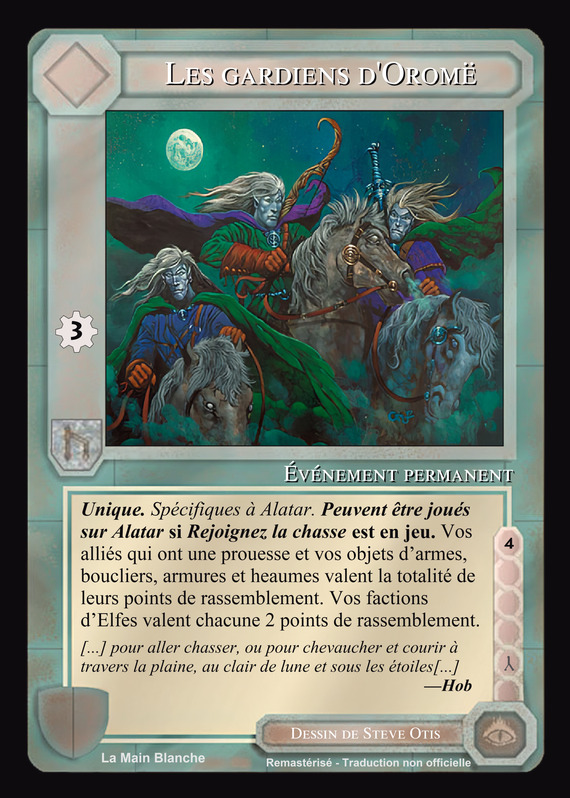 Les gardiens d'Oromë
3
Événement permanent
Unique. Spécifiques à Alatar. Peuvent être joués
sur Alatar si Rejoignez la chasse est en jeu. Vos
alliés qui ont une prouesse et vos objets d'armes,
boucliers, armures et heaumes valent la totalité de
leurs points de rassemblement. Vos factions
d'Elfes valent chacune 2 points de rassemblement.
4
[...] pour aller chasser, ou pour chevaucher et courir à
travers la plaine, au clair de lune et sous les étoiles[...]
—Hob
Dessin de Steve Otis
La Main Blanche
Remastérisé - Traduction non officielle